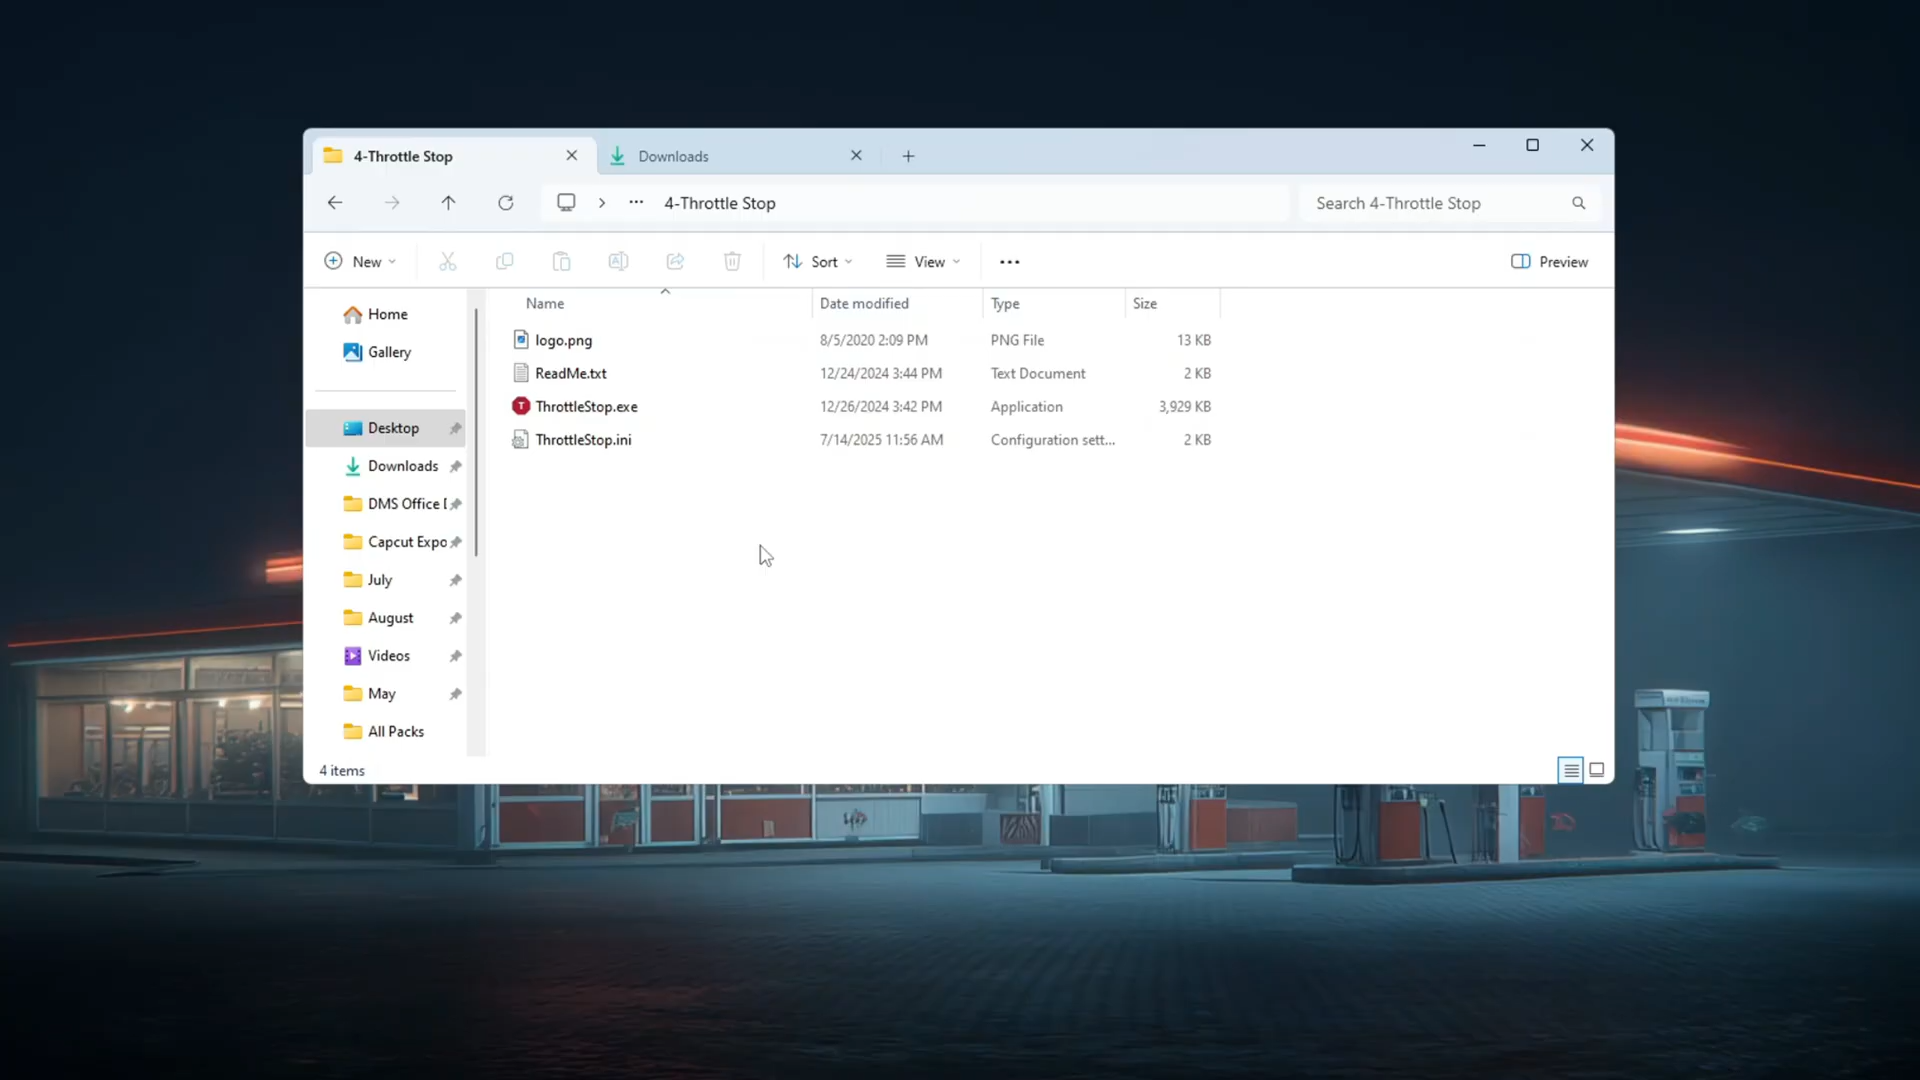 4-Throttle Stop
Downloads
4-Throttle Stop
Search 4-Throttle Stop
New
Sort
View
Preview
Name Date modified Type Size
Home
Gallery
Desktop
Downloads
DMS Office
Capcut Expo
July
August
Videos
May
All Packs
logo.png 8/5/2020 2:09 PM PNG File 13 KB
ReadMe.txt 12/24/2024 3:44 PM Text Document 2 KB
T ThrottleStop.exe 12/26/2024 3:42 PM Application 3,929 KB
ThrottleStop.ini 7/14/2025 11:56 AM Configuration sett... 2 KB
4 items